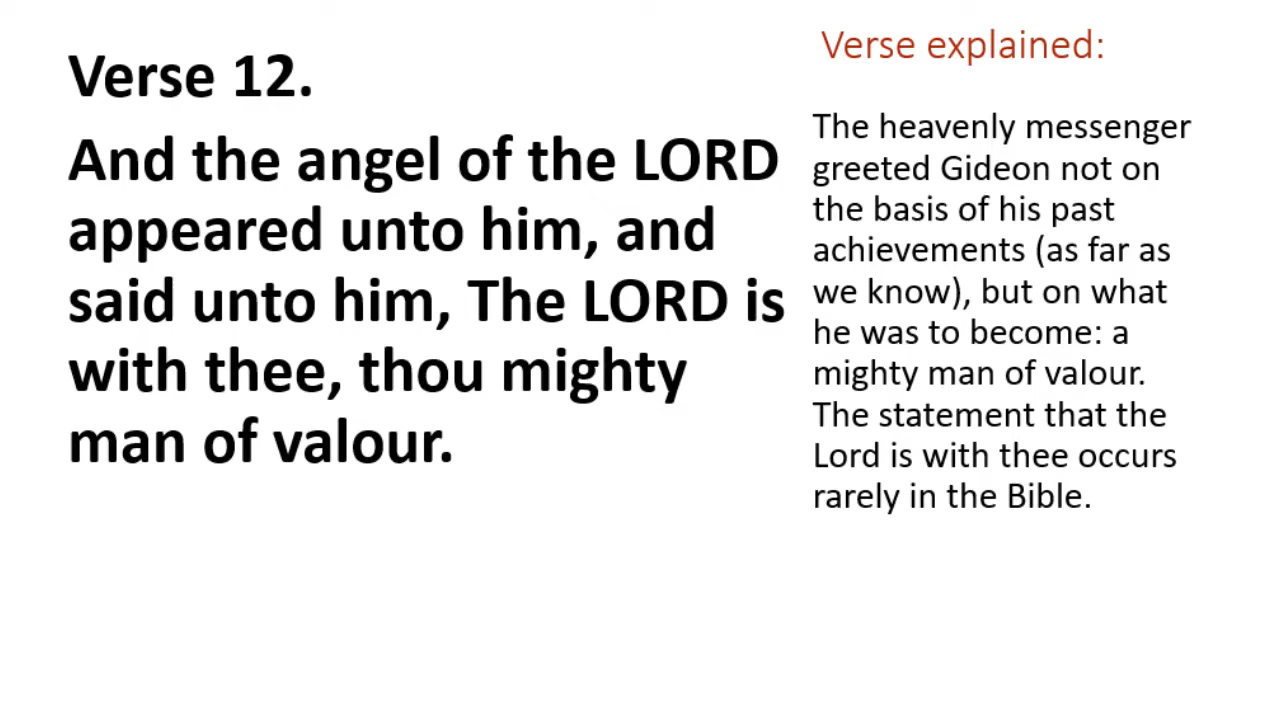 Verse 12.
And the angel of the LORD
appeared unto him, and
said unto him, The LORD is
with thee, thou mighty
man of valour.
Verse explained:
The heavenly messenger
greeted Gideon not on
the basis of his past
achievements (as far as
we know), but on what
he was to become: a
mighty man of valour.
The statement that the
Lord is with thee occurs
rarely in the Bible.